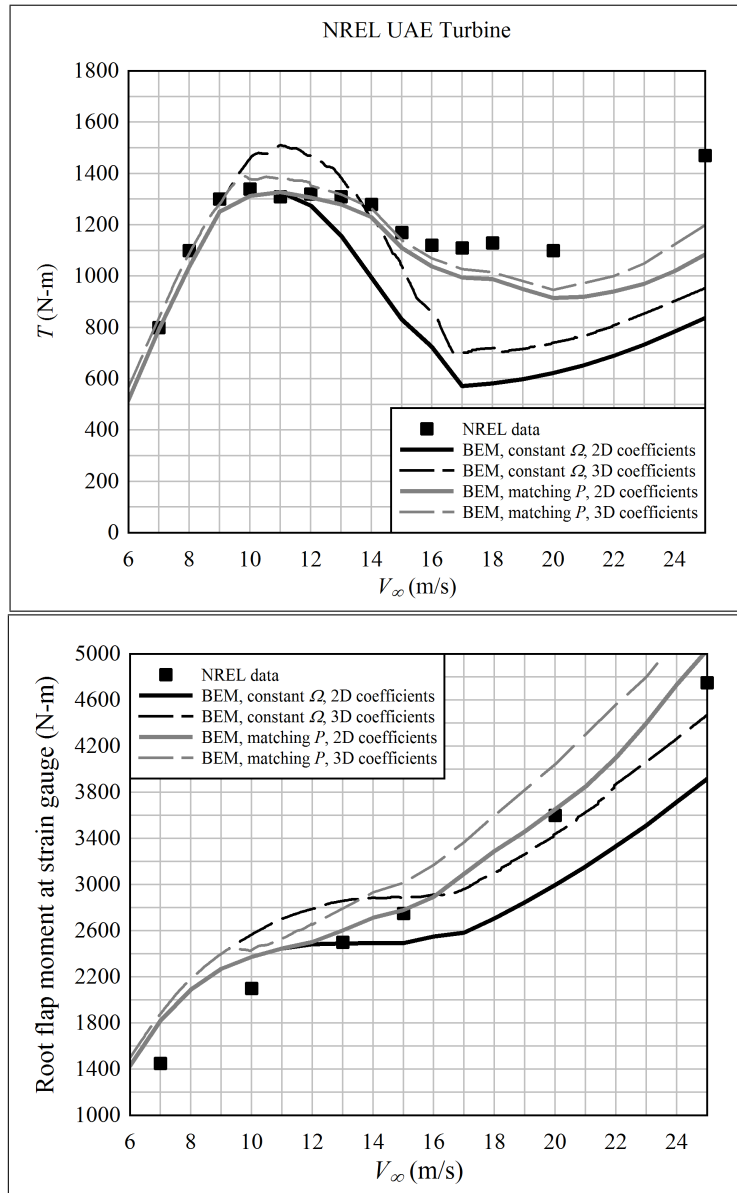 NREL UAE Turbine
1800
1600
1400
1200
1000
800
600
400
200
0
T (N-m)
NREL data
BEM, constant Ω, 2D coefficients
BEM, constant Ω, 3D coefficients
BEM, matching P, 2D coefficients
BEM, matching P, 3D coefficients
6 8 10 12 14 16 18 20 22 24
V∞ (m/s)
5000
4600
4200
3800
3400
3000
2600
2200
1800
1400
1000
Root flap moment at strain gauge (N-m)
NREL data
BEM, constant Ω, 2D coefficients
BEM, constant Ω, 3D coefficients
BEM, matching P, 2D coefficients
BEM, matching P, 3D coefficients
6 8 10 12 14 16 18 20 22 24
V∞ (m/s)